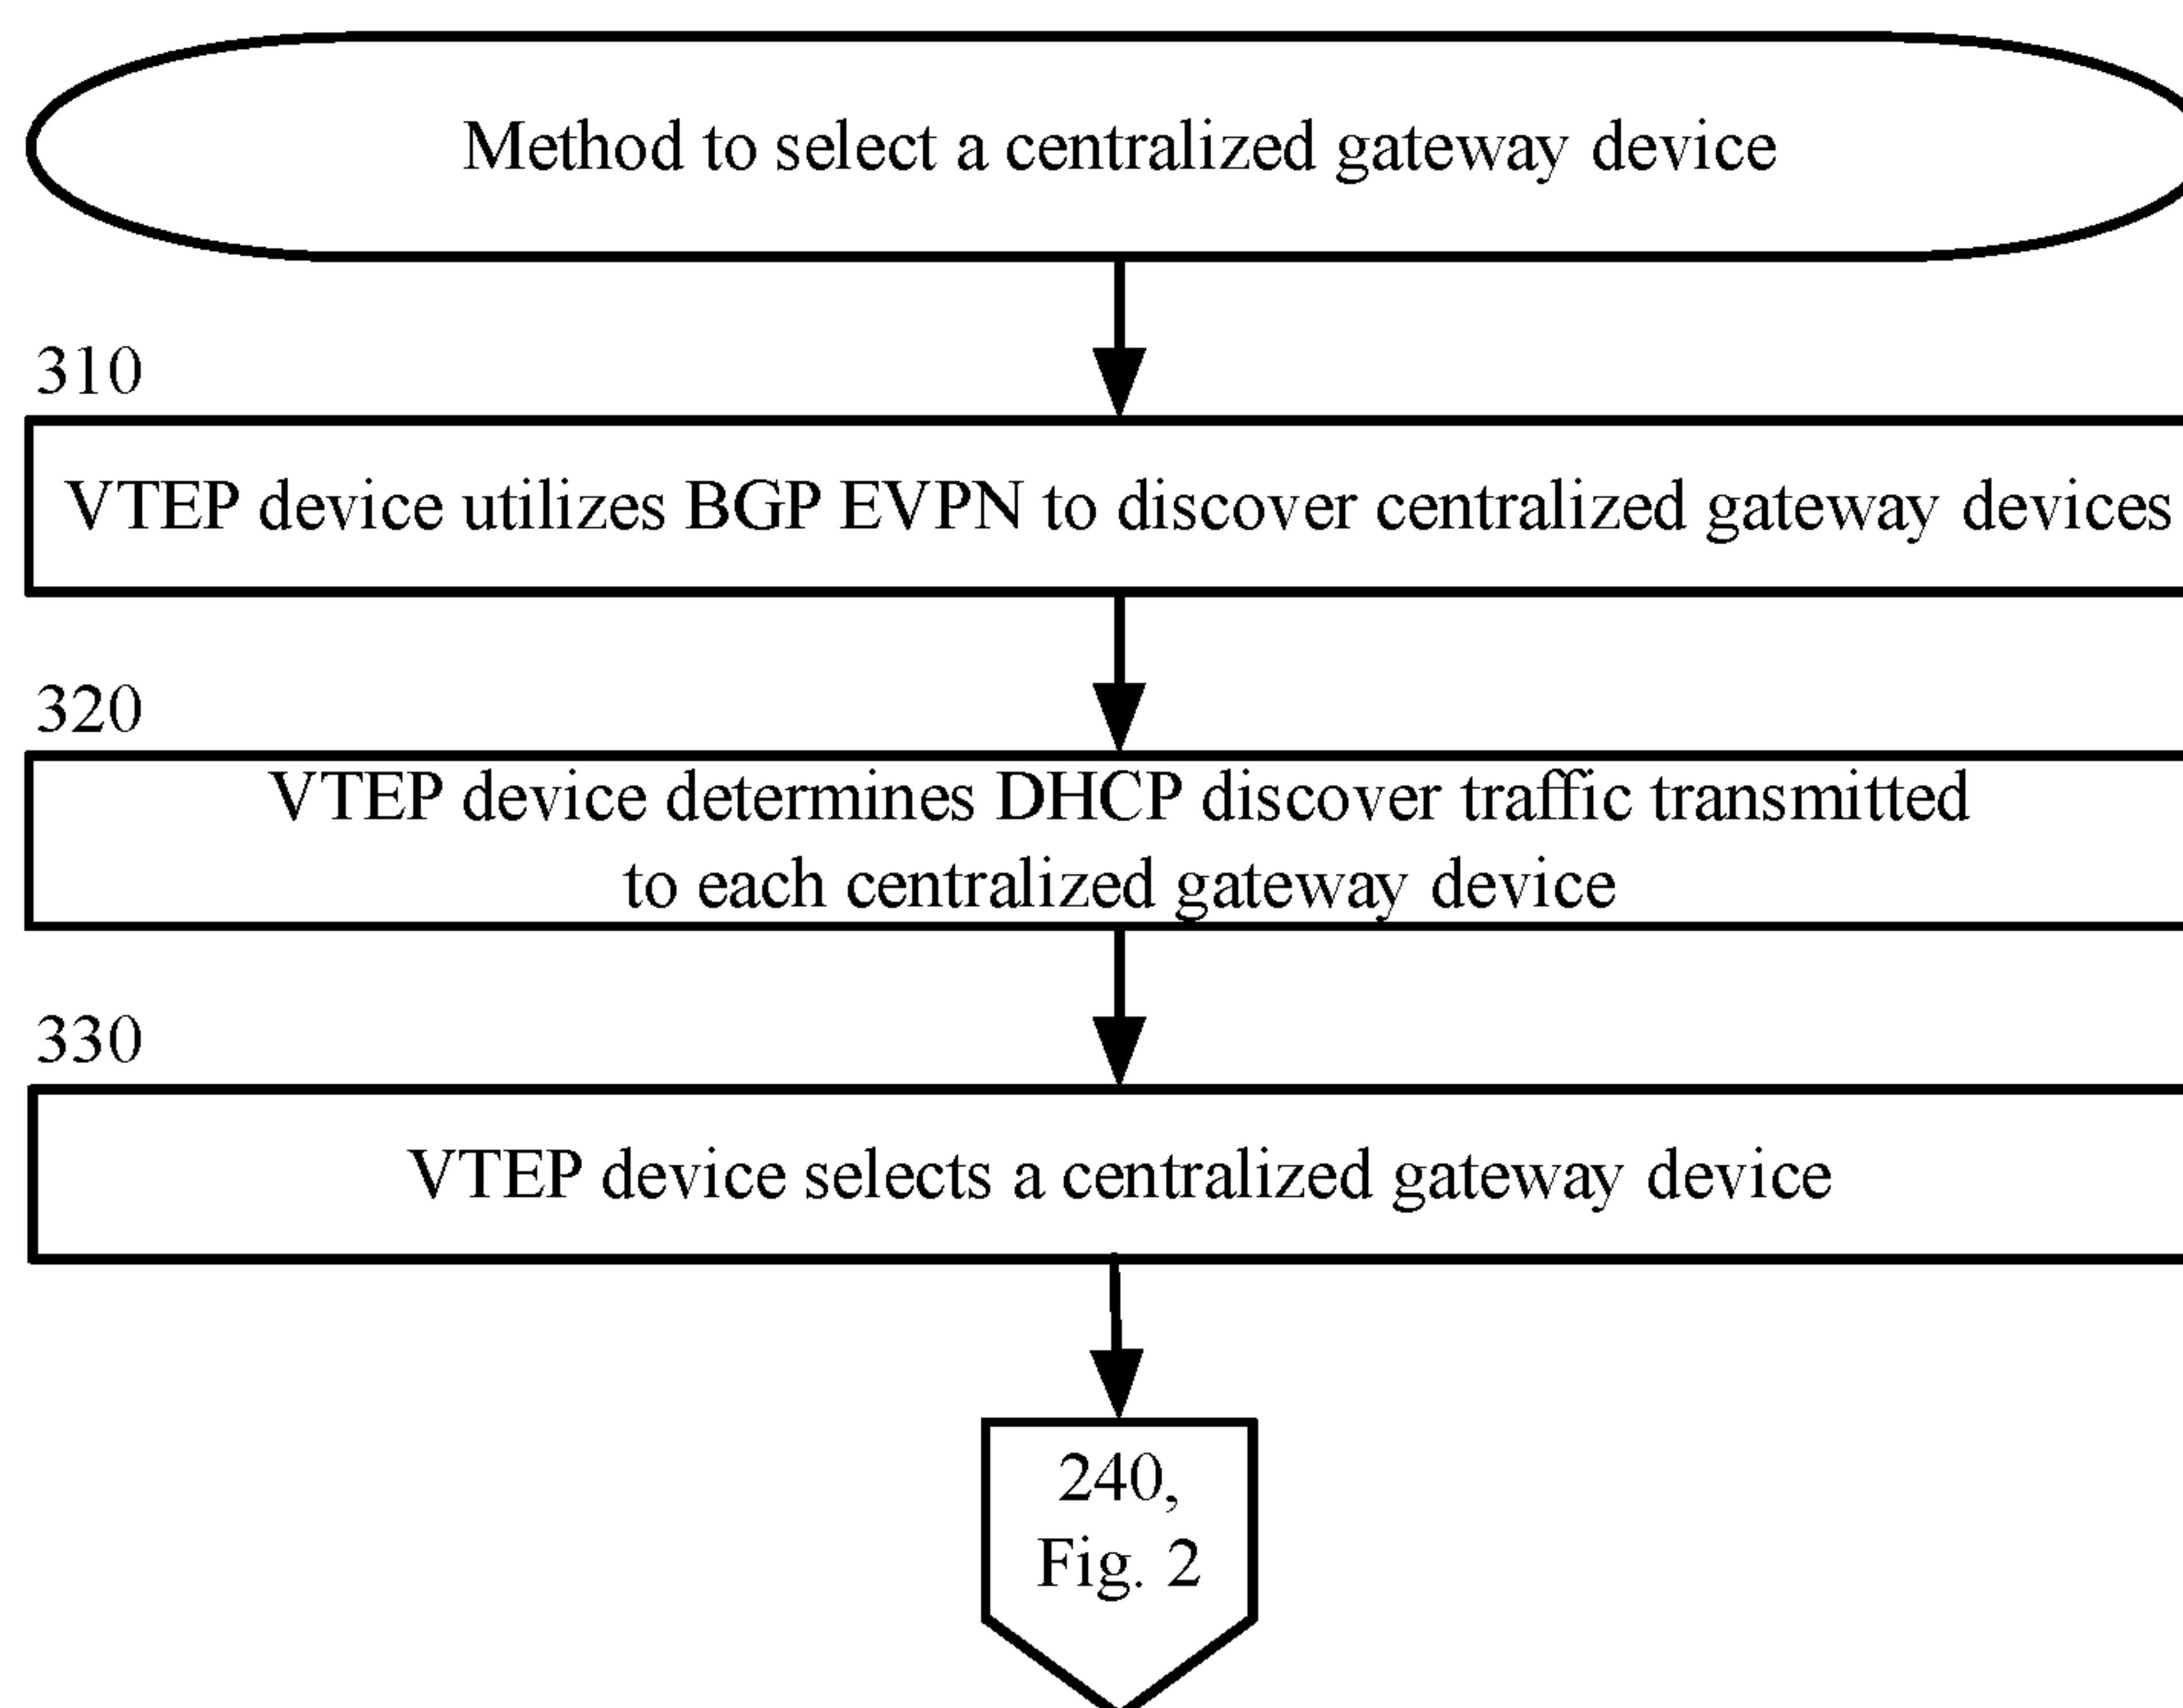 Method to select a centralized gateway device
310
VTEP device utilizes BGP EVPN to discover centralized gateway devices
320
VTEP device determines DHCP discover traffic transmitted
to each centralized gateway device
330
VTEP device selects a centralized gateway device
240,
Fig. 2